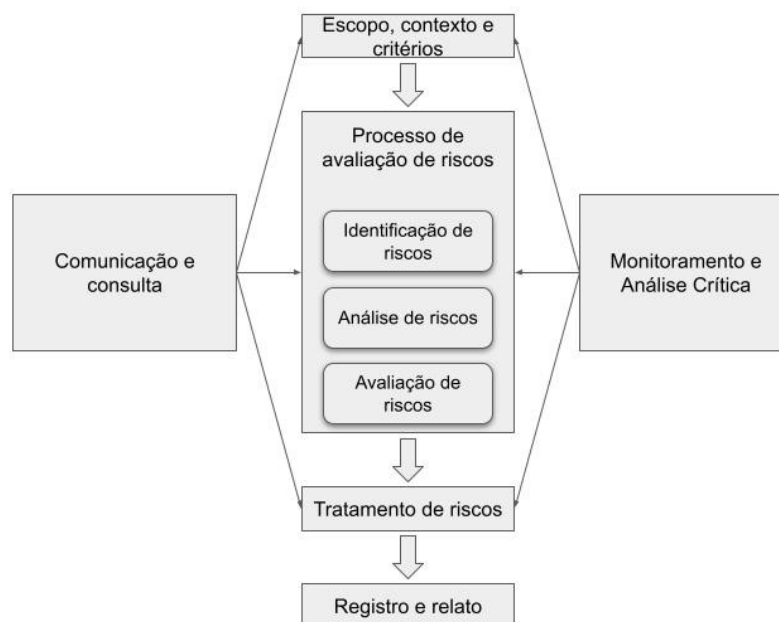 Escopo, contexto e
critérios
Processo de
avaliação de riscos
Identificação de
riscos
Análise de riscos
Avaliação de
riscos
Comunicação e
consulta
Monitoramento e
Análise Crítica
Tratamento de riscos
Registro e relato